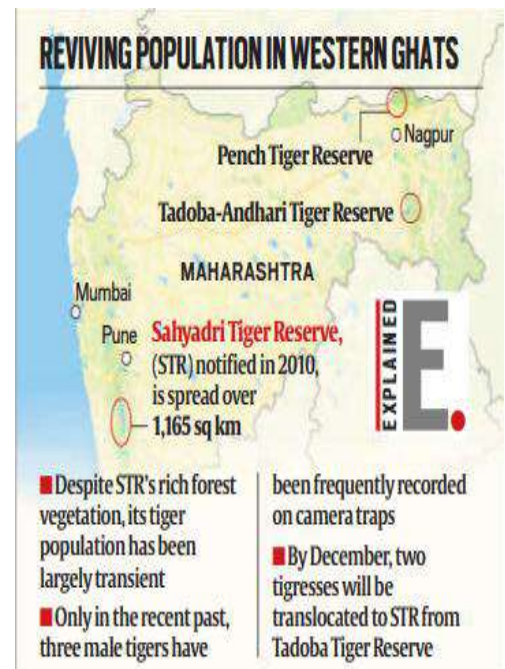 REVIVING POPULATION IN WESTERN GHATS
Nagpur
Pench Tiger Reserve
Tadoba-Andhari Tiger Reserve
MAHARASHTRA
Mumbai
Pune
Sahyadri Tiger Reserve,
(STR) notified in 2010,
is spread over
1,165 sq km
EXPLAINED
E.
Despite STR's rich forest
vegetation, its tiger
population has been
largely transient
Only in the recent past,
three male tigers have
been frequently recorded
on camera traps
By December, two
tigresses will be
translocated to STR from
Tadoba Tiger Reserve